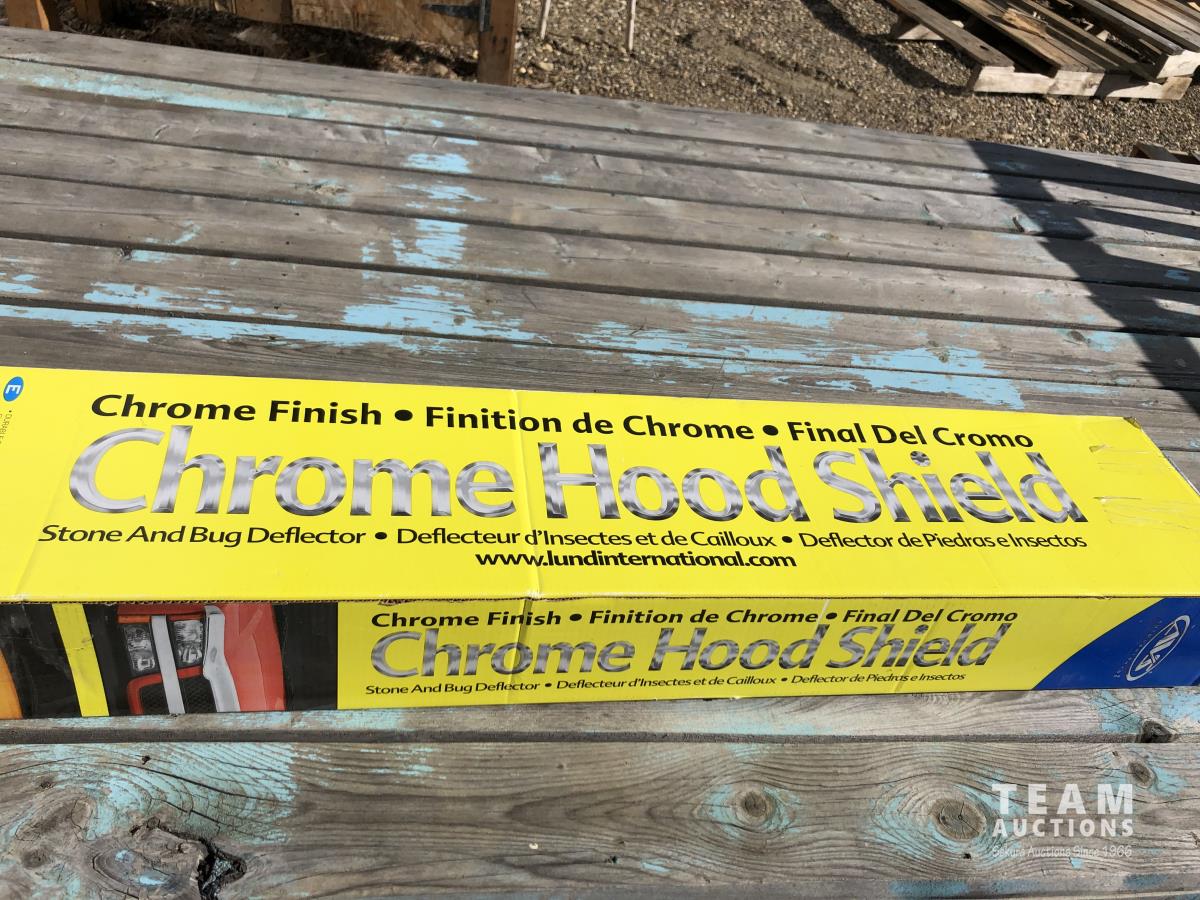 E
Chrome Finish • Finition de Chrome • Final Del Cromo
Chrome Hood Shield
Stone And Bug Deflector • Deflecteur d'Insectes et de Cailloux • Deflector de Piedras e Insectos
www.lundinternational.com
Chrome Finish • Finition de Chrome • Final Del Cromo
Chrome Hood Shield
Stone And Bug Deflector • Deflecteur d'Insectes et de Cailloux • Deflector de Piedras e Insectos
TEAM
AUCTIONS
Sekura Auctions Since 1966